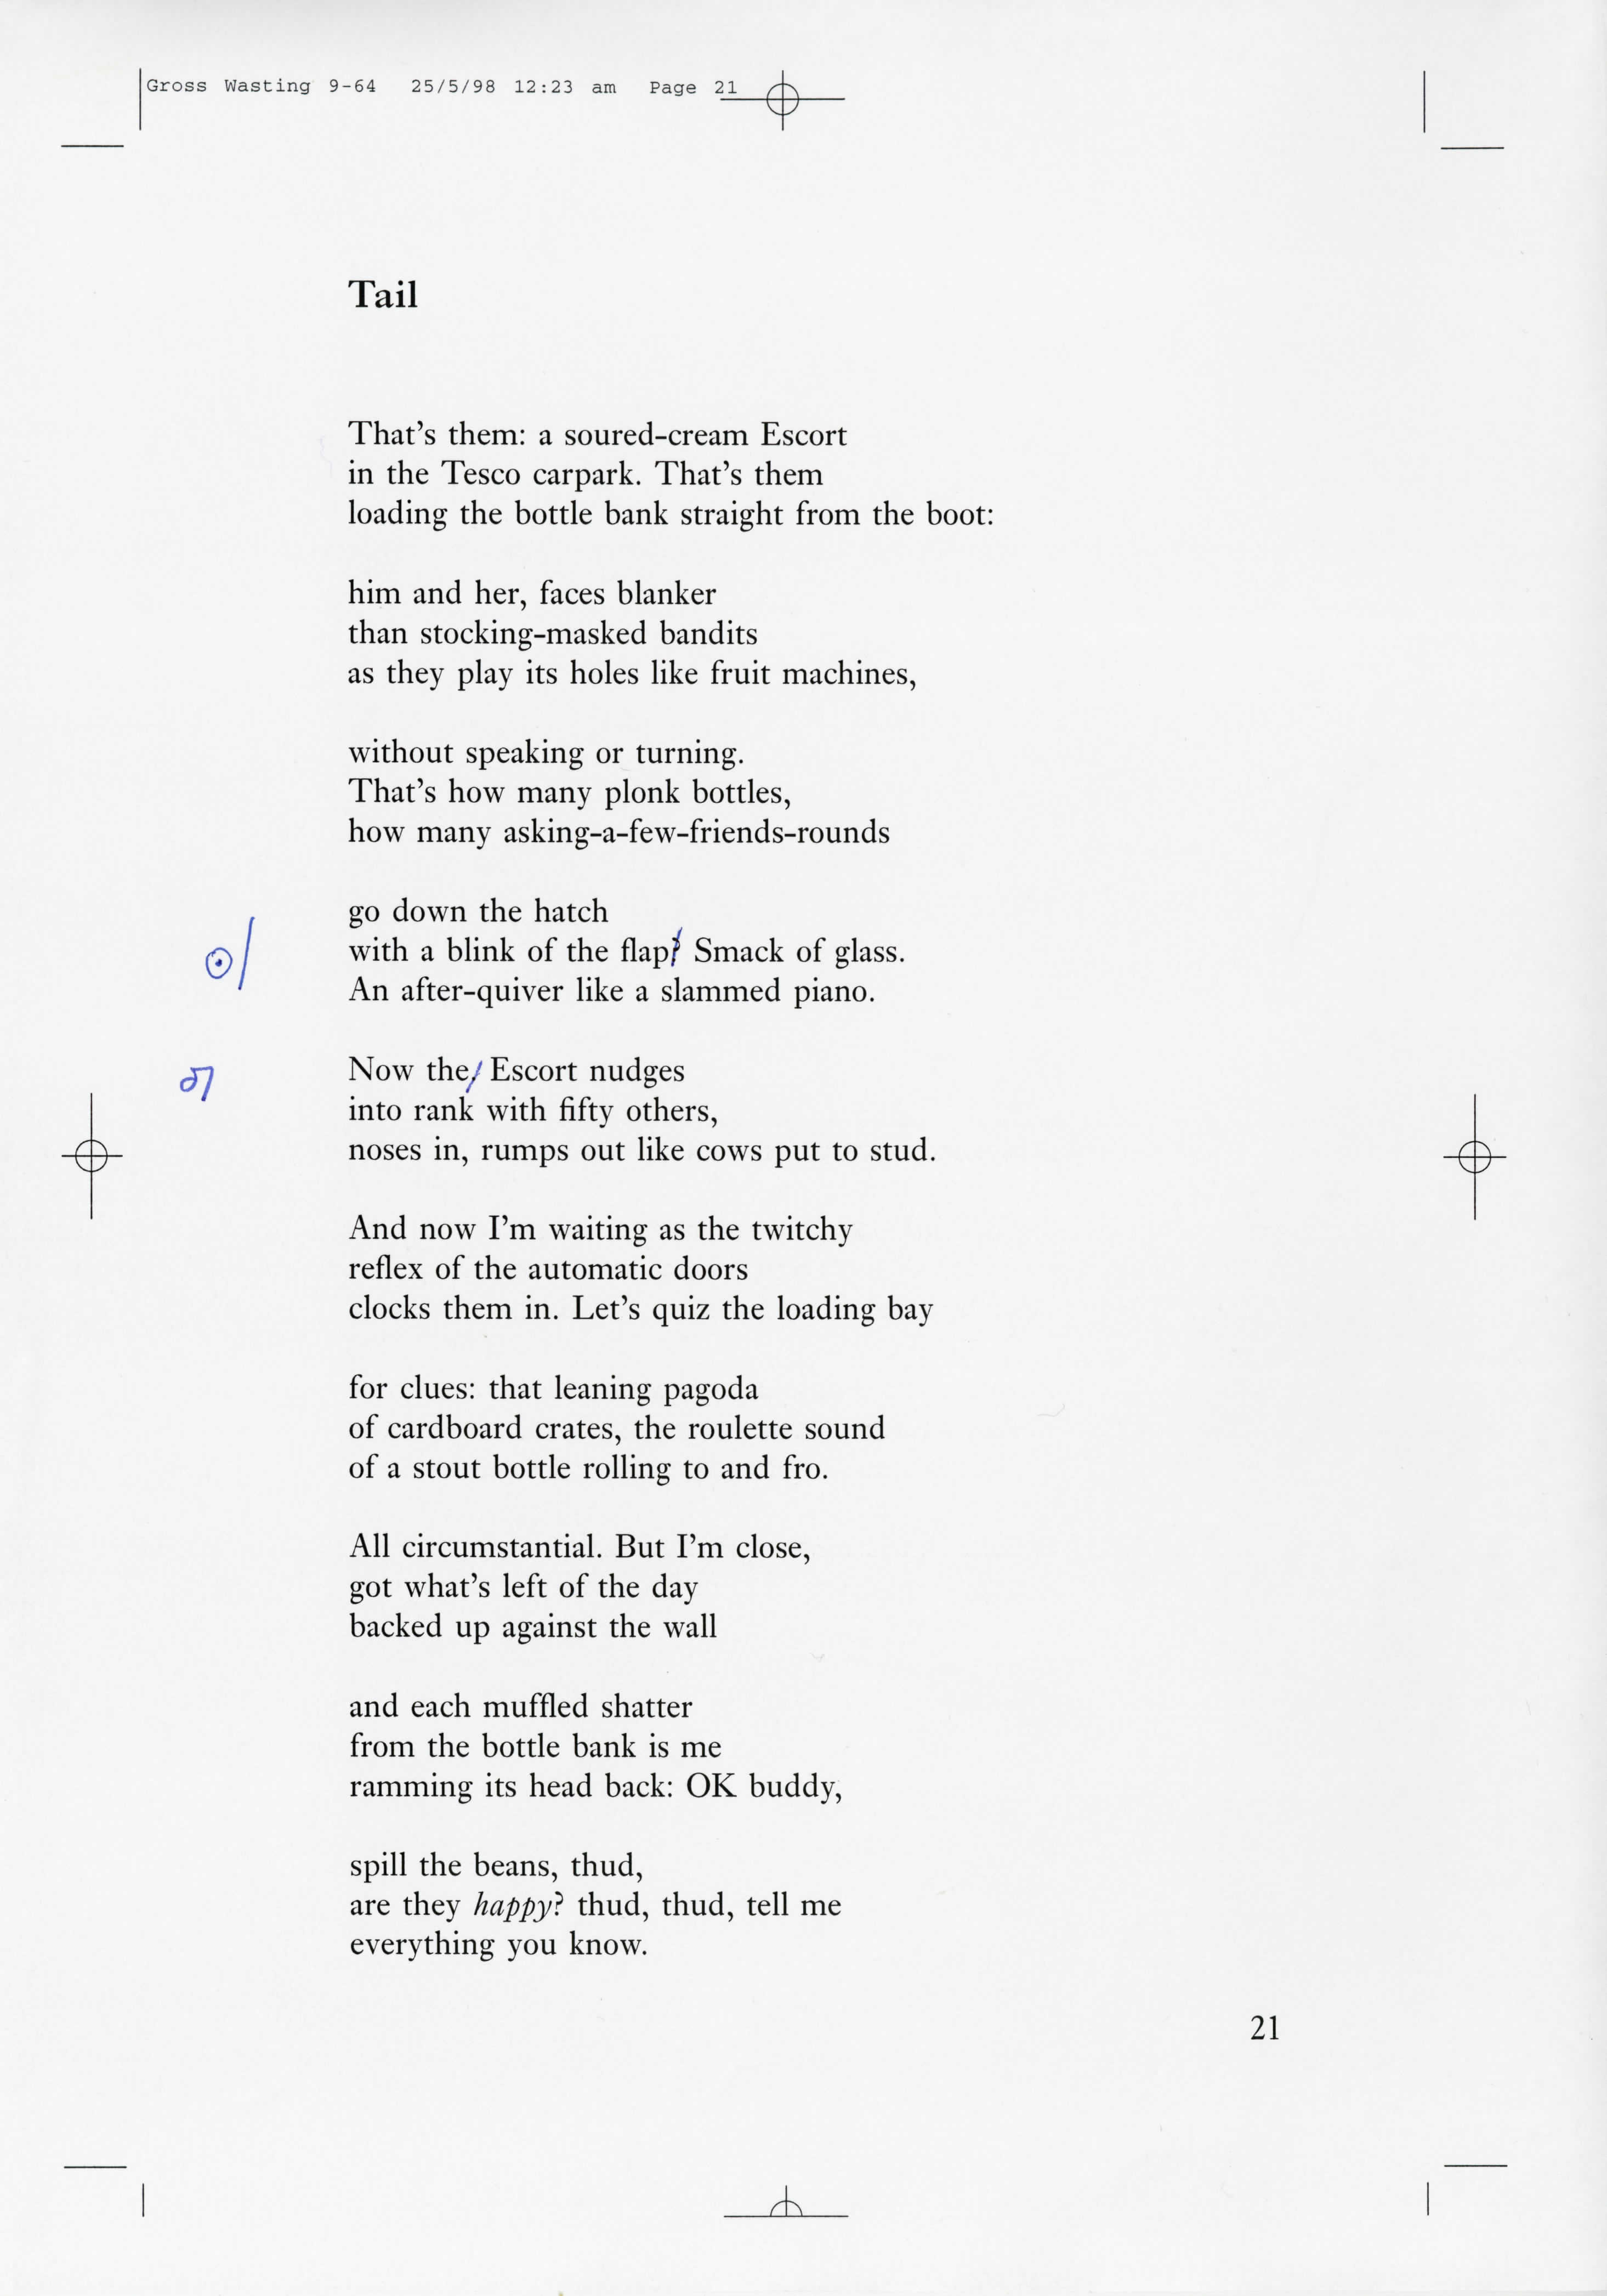 Gross Wasting 9-64 25/5/98 12:23 am Page 21
Tail
That's them: a soured-cream Escort
in the Tesco carpark. That's them
loading the bottle bank straight from the boot:
him and her, faces blanker
than stocking-masked bandits
as they play its holes like fruit machines,
without speaking or turning.
That's how many plonk bottles,
how many asking-a-few-friends-rounds
go down the hatch
with a blink of the flap? Smack of glass.
An after-quiver like a slammed piano.
Now the, Escort nudges
into rank with fifty others,
noses in, rumps out like cows put to stud.
And now I'm waiting as the twitchy
reflex of the automatic doors
clocks them in. Let's quiz the loading bay
for clues: that leaning pagoda
of cardboard crates, the roulette sound
of a stout bottle rolling to and fro.
All circumstantial. But I'm close,
got what's left of the day
backed up against the wall
and each muffled shatter
from the bottle bank is me
ramming its head back: OK buddy,
spill the beans, thud,
are they happy? thud, thud, tell me
everything you know.
21